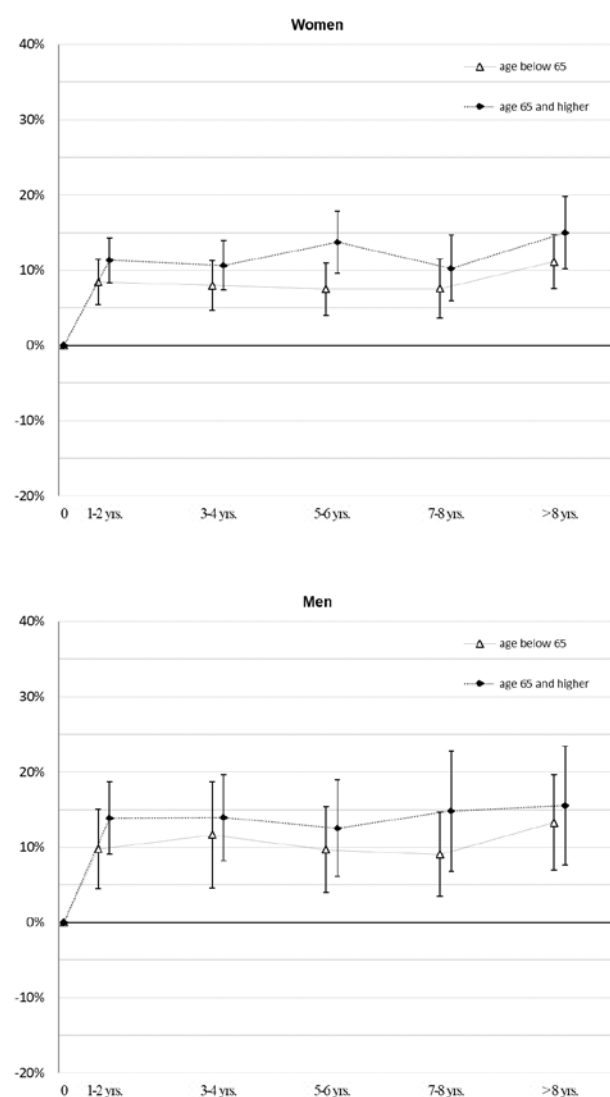 Women
40%
age below 65
30%
age 65 and higher
20%
10%
0%
-10%
-20%
0 1-2 yrs. 3-4 yrs. 5-6 yrs. 7-8 yrs. >8 yrs.
Men
40%
age below 65
30%
age 65 and higher
20%
10%
0%
-10%
-20%
0 1-2 yrs. 3-4 yrs. 5-6 yrs. 7-8 yrs. >8 yrs.